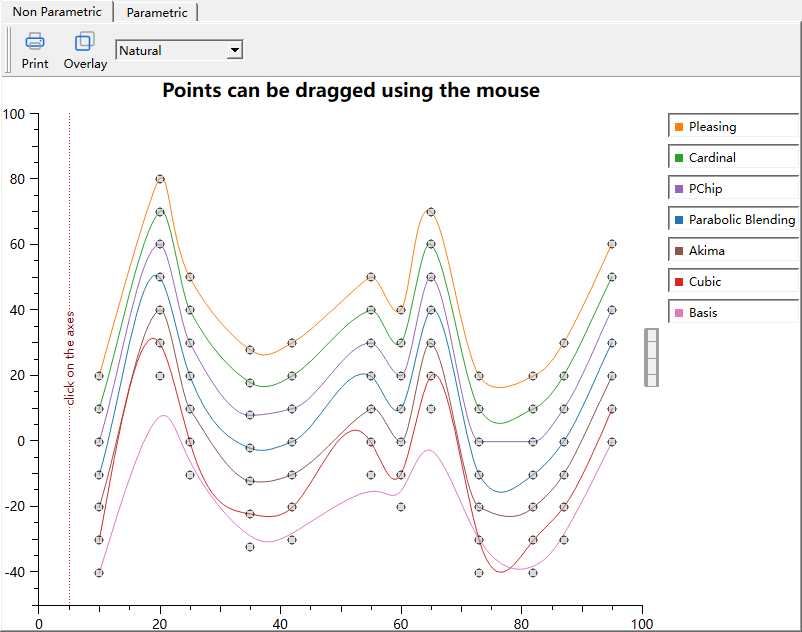 Non Parametric
Parametric
Print
Overlay
Natural
Points can be dragged using the mouse
100
80
60
40
20
0
-20
-40
click on the axes
0
20
40
60
80
100
Pleasing
Cardinal
PChip
Parabolic Blending
Akima
Cubic
Basis